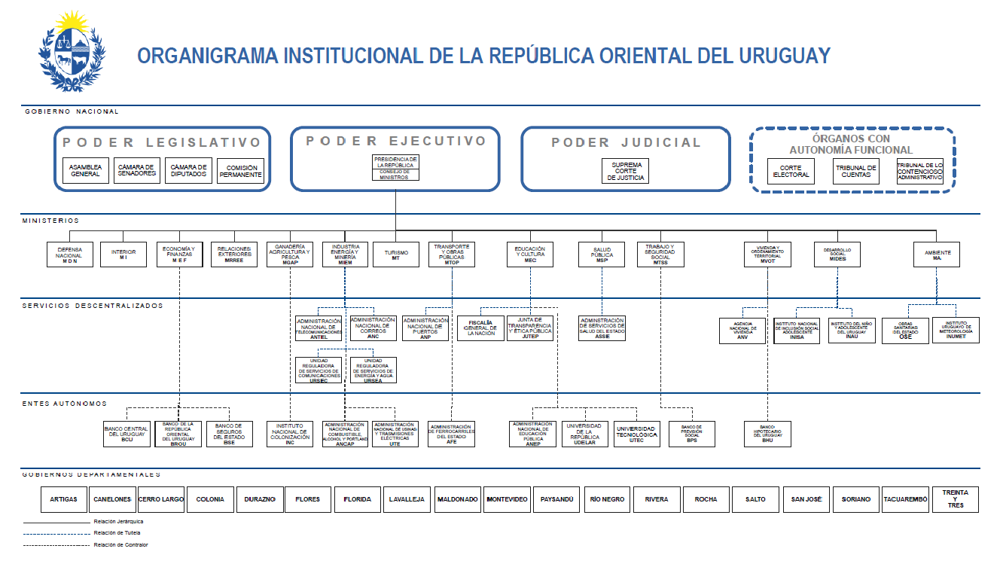 ORGANIGRAMA INSTITUCIONAL DE LA REPÚBLICA ORIENTAL DEL URUGUAY
GOBIERNO NACIONAL
PODER LEGISLATIVO
ASAMBLEA
GENERAL
CÁMARA DE
SENADORES
CÁMARA DE
DIPUTADOS
COMISIÓN
PERMANENTE
PODER EJECUTIVO
PRESIDENCIA DE
LA REPÚBLICA
CONSEJO DE
MINISTROS
PODER JUDICIAL
SUPREMA
CORTE
DE JUSTICIA
ÓRGANOS CON
AUTONOMÍA FUNCIONAL
CORTE
ELECTORAL
TRIBUNAL DE
CUENTAS
TRIBUNAL DE LO
CONTENCIOSO
ADMINISTRATIVO
MINISTERIOS
DEFENSA
NACIONAL
MDN
INTERIOR
MI
ECONOMÍA Y
FINANZAS
MEF
RELACIONES
EXTERIORES
MRREE
GANADERÍA
AGRICULTURA Y
PESCA
MGAP
INDUSTRIA
ENERGÍA Y
MINERÍA
MIEM
TURISMO
MT
TRANSPORTE
Y OBRAS
PÚBLICAS
MTOP
EDUCACIÓN
Y CULTURA
MEC
SALUD
PÚBLICA
MSP
TRABAJO Y
SEGURIDAD
SOCIAL
MTSS
VIVIENDA Y
ORDENAMIENTO
TERRITORIAL
MVOT
DESARROLLO
SOCIAL
MIDES
AMBIENTE
MA
SERVICIOS DESCENTRALIZADOS
ADMINISTRACIÓN
NACIONAL DE
TELECOMUNICACIONES
ANTEL
ADMINISTRACIÓN
NACIONAL DE
CORREOS
ANC
ADMINISTRACIÓN
NACIONAL DE
PUERTOS
ANP
FISCALÍA
GENERAL DE
LA NACIÓN
JUNTA DE
TRANSPARENCIA
Y ÉTICA PÚBLICA
JUTEP
ADMINSTRACIÓN
DE SERVICIOS DE
SALUD DEL ESTADO
ASSE
AGENCIA
NACIONAL DE
VIVIENDA
ANV
INSTITUTO NACIONAL
DE INCLUSIÓN SOCIAL
ADOLESCENTE
INISA
INSTITUTO DEL NIÑO
Y ADOLESCENTE
DEL URUGUAY
INAU
OBRAS
SANITARIAS
DEL ESTADO
OSE
INSTITUTO
URUGUAYO DE
METEOROLOGÍA
INUMET
UNIDAD
REGULADORA
DE SERVICIOS DE
COMUNICACIONES
URSEC
UNIDAD
REGULADORA
DE SERVICIOS DE
ENERGÍA Y AGUA
URSEA
ENTES AUTÓNOMOS
BANCO CENTRAL
DEL URUGUAY
BCU
BANCO DE LA
REPÚBLICA
ORIENTAL
DEL URUGUAY
BROU
BANCO DE
SEGUROS
DEL ESTADO
BSE
INSTITUTO
NACIONAL DE
COLONIZACIÓN
INC
ADMINISTRACIÓN
NACIONAL DE
COMBUSTIBLE,
ALCOHOL Y PORTLAND
ANCAP
ADMINISTRACIÓN
NACIONAL DE USINAS
Y TRASMISIONES
ELÉCTRICAS
UTE
ADMINISTRACIÓN
DE FERROCARRILES
DEL ESTADO
AFE
ADMINISTRACIÓN
NACIONAL DE
EDUCACIÓN
PÚBLICA
ANEP
UNIVERSIDAD
DE LA
REPÚBLICA
UDELAR
UNIVERSIDAD
TECNOLÓGICA
UTEC
BANCO DE
PREVISIÓN
SOCIAL
BPS
BANCO
HIPOTECARIO
DEL URUGUAY
BHU
GOBIERNOS DEPARTAMENTALES
ARTIGAS
CANELONES
CERRO LARGO
COLONIA
DURAZNO
FLORES
FLORIDA
LAVALLEJA
MALDONADO
MONTEVIDEO
PAYSANDÚ
RÍO NEGRO
RIVERA
ROCHA
SALTO
SAN JOSÉ
SORIANO
TACUAREMBÓ
TREINTA
Y
TRES
Relación Jerárquica
Relación de Tutela
Relación de Contralor